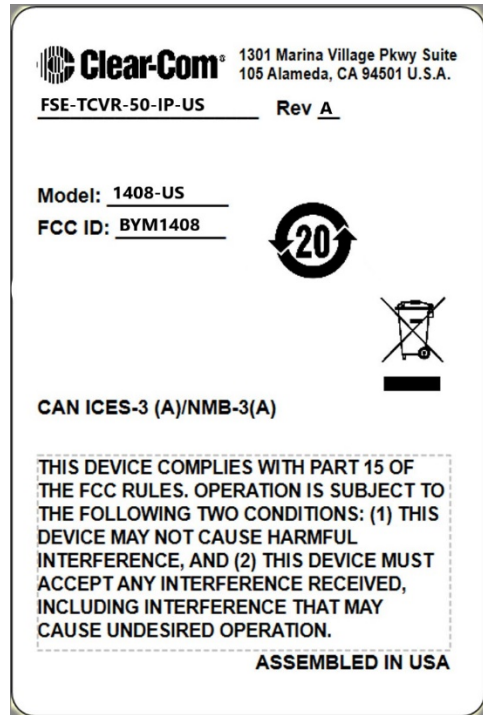 Clear-Com®
1301 Marina Village Pkwy Suite
105 Alameda, CA 94501 U.S.A.
FSE-TCVR-50-IP-US Rev A
Model: 1408-US
FCC ID: BYM1408
20
CAN ICES-3 (A)/NMB-3(A)
THIS DEVICE COMPLIES WITH PART 15 OF
THE FCC RULES. OPERATION IS SUBJECT TO
THE FOLLOWING TWO CONDITIONS: (1) THIS
DEVICE MAY NOT CAUSE HARMFUL
INTERFERENCE, AND (2) THIS DEVICE MUST
ACCEPT ANY INTERFERENCE RECEIVED,
INCLUDING INTERFERENCE THAT MAY
CAUSE UNDESIRED OPERATION.
ASSEMBLED IN USA